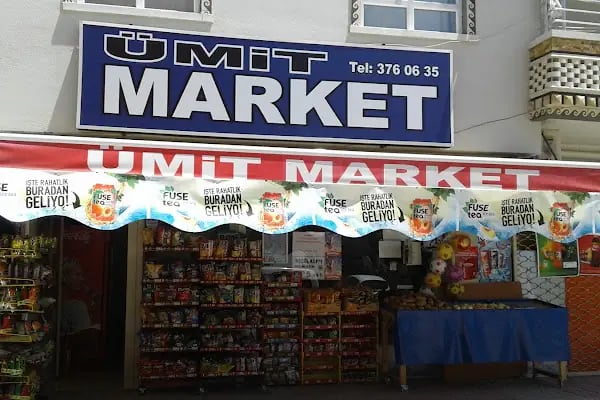 ÜMİT
Tel: 376 06 35
MARKET
ÜMİT MARKET
FUSE
tea
İŞTE RAHATLIK
BURADAN
GELİYO!
FUSE
tea
İŞTE RAHATLIK
BURADAN
GELİYO!
FUSE
tea
İŞTE RAHATLIK
BURADAN
GELİYO!
FUSE
tea
İŞTE RAHATLIK
BURADAN
GELİYO!